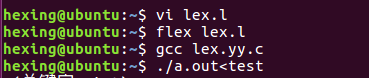 hexing@ubuntu:~$ vi lex.l
hexing@ubuntu:~$ flex lex.l
hexing@ubuntu:~$ gcc lex.yy.c
hexing@ubuntu:~$ ./a.out<test